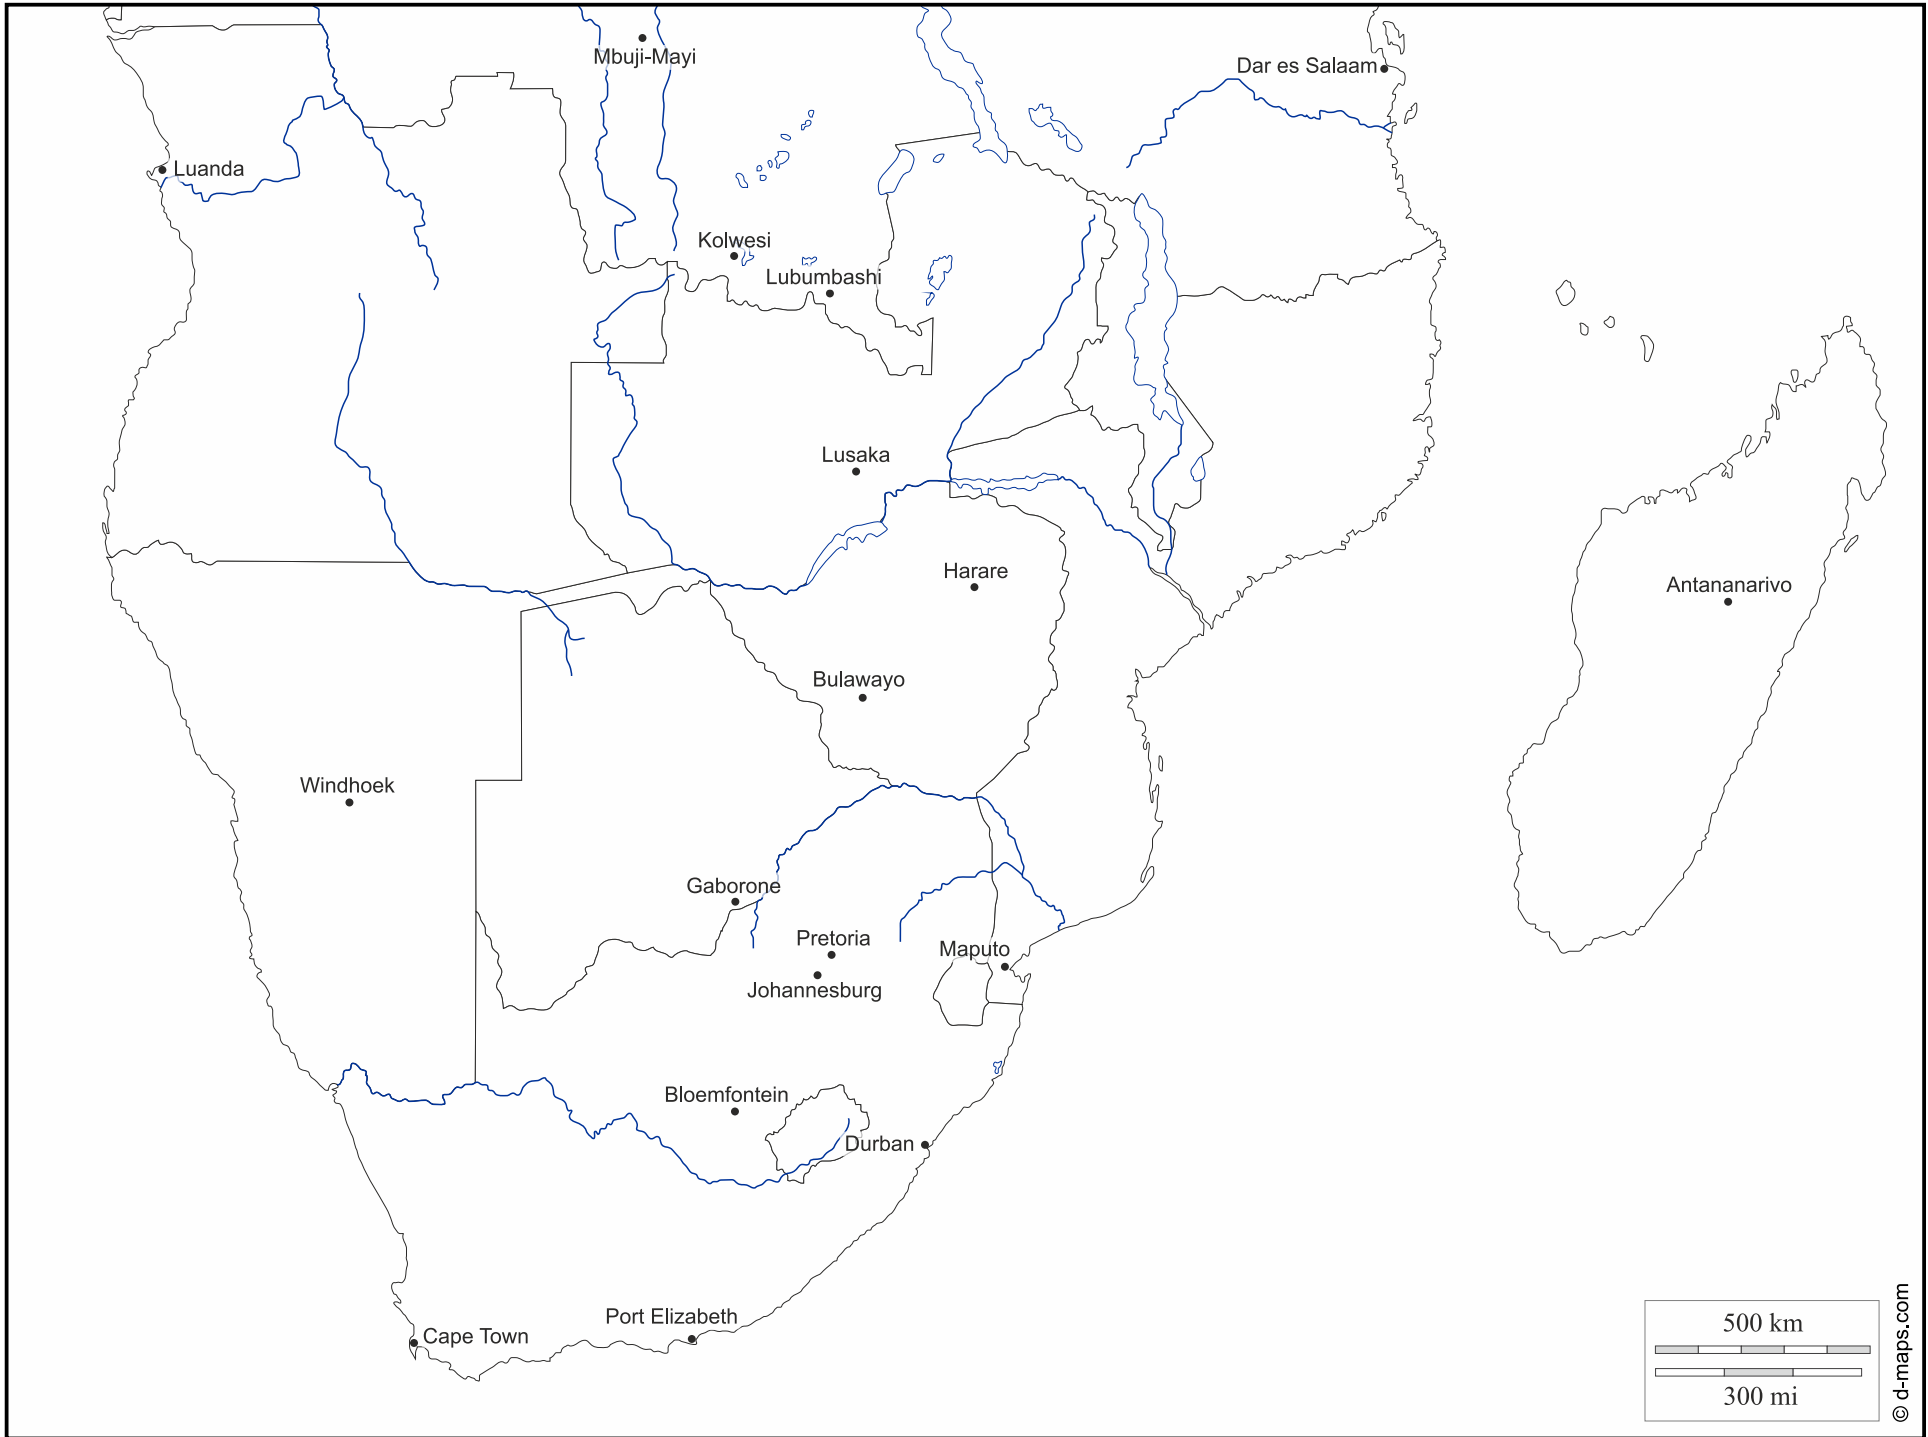 Mbuji-Mayi
Dar es Salaam
Luanda
Kolwesi
Lubumbashi
Lusaka
Harare
Antananarivo
Bulawayo
Windhoek
Gaborone
Pretoria
Maputo
Johannesburg
Bloemfontein
Durban
Port Elizabeth
Cape Town
500 km
300 mi
© d-maps.com